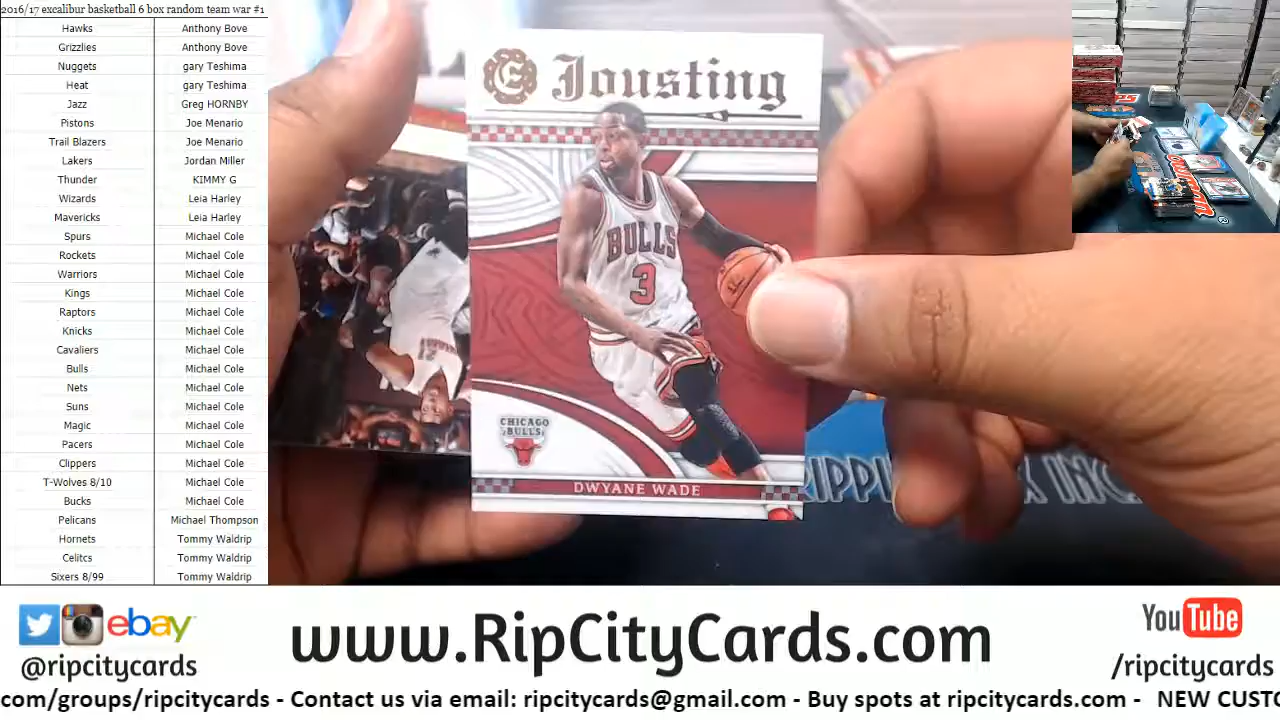 2016/17 excalibur basketball 6 box random team war #1
Hawks Anthony Bove
Grizzlies Anthony Bove
Nuggets gary Teshima
Heat gary Teshima
Jazz Greg HORNBY
Pistons Joe Menario
Trail Blazers Joe Menario
Lakers Jordan Miller
Thunder KIMMY G
Wizards Leia Harley
Mavericks Leia Harley
Spurs Michael Cole
Rockets Michael Cole
Warriors Michael Cole
Kings Michael Cole
Raptors Michael Cole
Knicks Michael Cole
Cavaliers Michael Cole
Bulls Michael Cole
Nets Michael Cole
Suns Michael Cole
Magic Michael Cole
Pacers Michael Cole
Clippers Michael Cole
T-Wolves 8/10 Michael Cole
Bucks Michael Cole
Pelicans Michael Thompson
Hornets Tommy Waldrip
Celitcs Tommy Waldrip
Sixers 8/99 Tommy Waldrip
Jousting
BULLS
3
CHICAGO
BULLS
DWYANE WADE
21
ebay
@ripcitycards
www.RipCityCards.com
YouTube
/ripcitycards
com/groups/ripcitycards - Contact us via email: ripcitycards@gmail.com - Buy spots at ripcitycards.com - NEW CUSTO